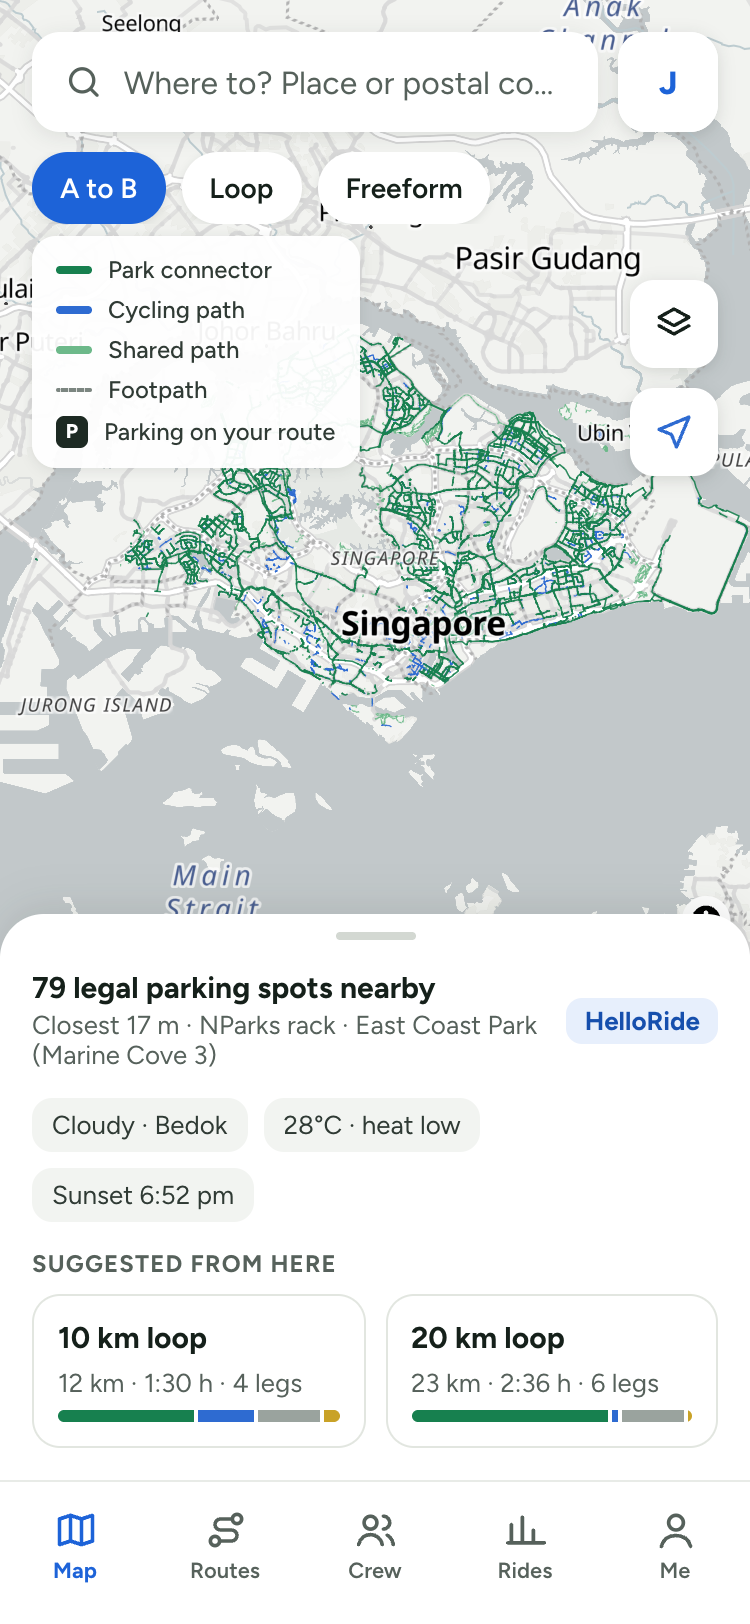 Seelong
Anak
Where to? Place or postal co...
J
A to B
Loop
Freeform
Park connector
Cycling path
Shared path
Footpath
P
Parking on your route
Pasir Gudang
Johor Bahru
Ubin
SINGAPORE
Singapore
JURONG ISLAND
Main
Strait
79 legal parking spots nearby
Closest 17 m · NParks rack · East Coast Park
(Marine Cove 3)
HelloRide
Cloudy · Bedok
28°C · heat low
Sunset 6:52 pm
SUGGESTED FROM HERE
10 km loop
12 km · 1:30 h · 4 legs
20 km loop
23 km · 2:36 h · 6 legs
Map
Routes
Crew
Rides
Me